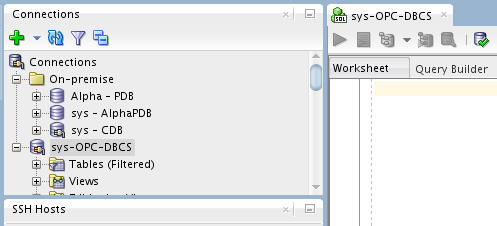 Connections
Connections
On-premise
Alpha - PDB
sys - AlphaPDB
sys - CDB
sys-OPC-DBCS
Tables (Filtered)
Views
SSH Hosts
sys-OPC-DBCS
SQL
Worksheet
Query Builder